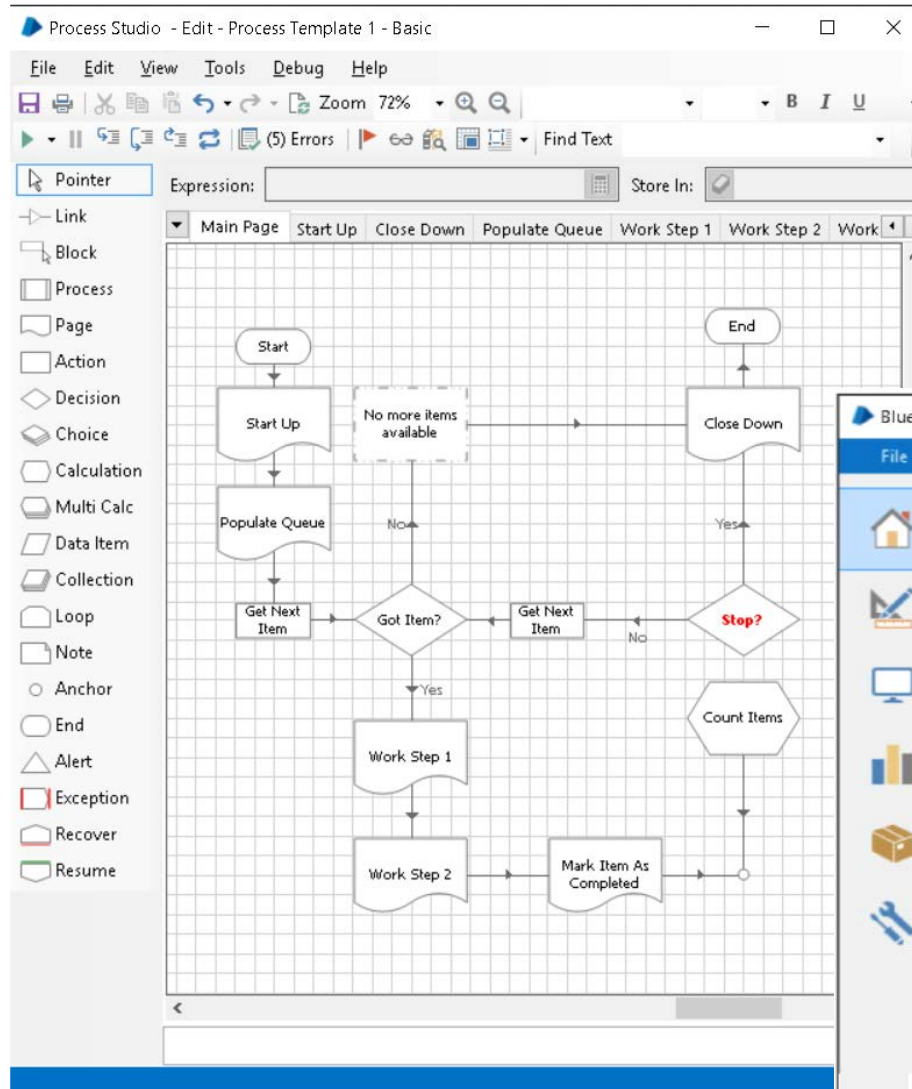 Process Studio - Edit - Process Template 1 - Basic
File Edit View Tools Debug Help
Zoom 72% B I U
(5) Errors Find Text
Pointer
Link
Block
Process
Page
Action
Decision
Choice
Calculation
Multi Calc
Data Item
Collection
Loop
Note
Anchor
End
Alert
Exception
Recover
Resume
Expression: Store In:
Main Page Start Up Close Down Populate Queue Work Step 1 Work Step 2 Work
Start
End
Start Up
No more items
available
Close Down
Populate Queue
No
Yes
Get Next
Item
Got Item?
Get Next
Item
No
Stop?
Yes
Count Items
Work Step 1
Work Step 2
Mark Item As
Completed
Blue
File